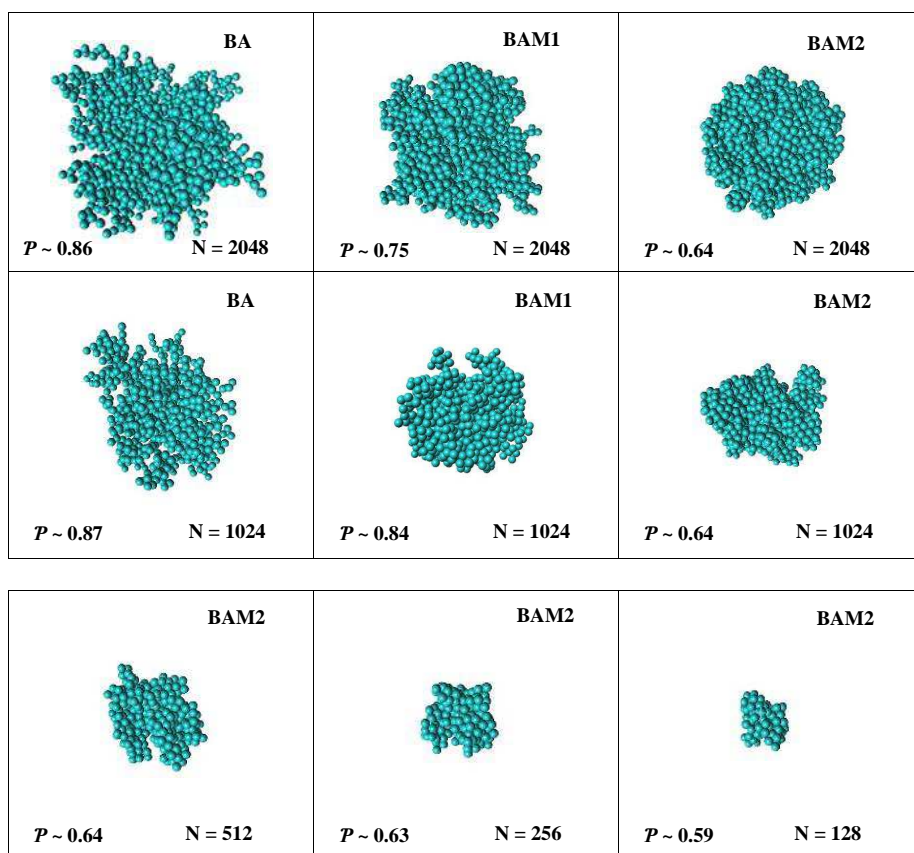 BA
BAM1
BAM2
𝒫 ~ 0.86 N = 2048
𝒫 ~ 0.75 N = 2048
𝒫 ~ 0.64 N = 2048
BA
BAM1
BAM2
𝒫 ~ 0.87 N = 1024
𝒫 ~ 0.84 N = 1024
𝒫 ~ 0.64 N = 1024
BAM2
BAM2
BAM2
𝒫 ~ 0.64 N = 512
𝒫 ~ 0.63 N = 256
𝒫 ~ 0.59 N = 128